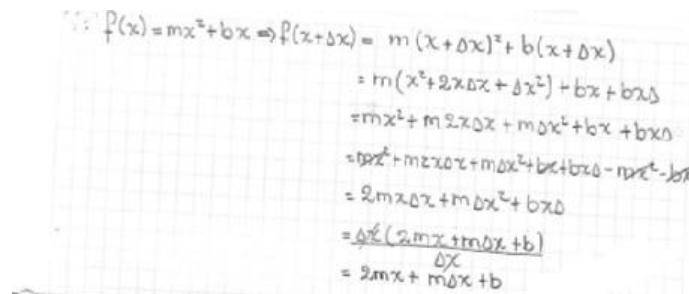 ∵ f(x) = mx² + bx ⇒ f(x+Δx) = m(x+Δx)² + b(x+Δx)
= m(x²+2xΔx + Δx²) + bx + bxΔ
= mx² + m2xΔx + mΔx² + bx + bxΔ
= mx² + m2xΔx + mΔx² + bx + bxΔ - mx² - bx
= 2mxΔx + mΔx² + bxΔ
= Δx(2mx + mΔx + b)
Δx
= 2mx + mΔx + b